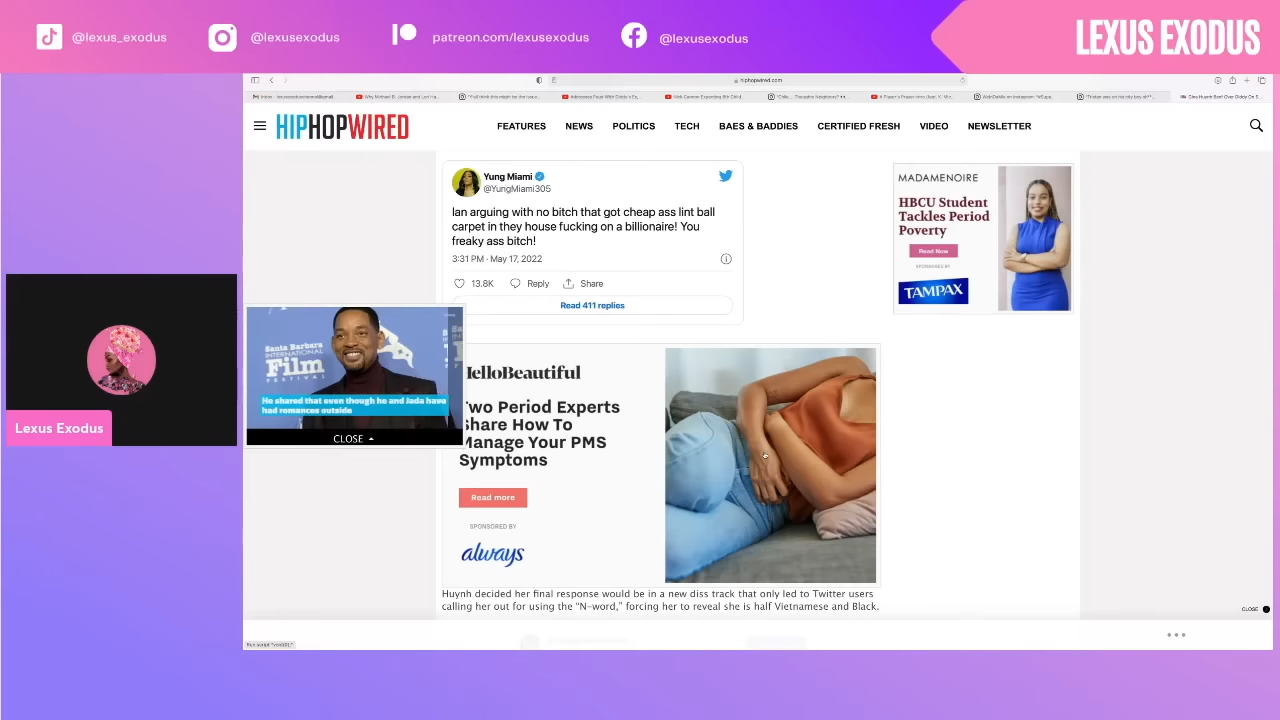 @lexus_exodus
@lexusexodus
patreon.com/lexusexodus
@lexusexodus
LEXUS EXODUS
hiphopwired.com
HIPHOPWIRED
FEATURES
NEWS
POLITICS
TECH
BAES & BADDIES
CERTIFIED FRESH
VIDEO
NEWSLETTER
Yung Miami
@YungMiami305
Ian arguing with no bitch that got cheap ass lint ball
carpet in they house fucking on a billionaire! You
freaky ass bitch!
3:31 PM · May 17, 2022
13.8K
Reply
Share
Read 411 replies
MADAMENOIRE
HBCU Student
Tackles Period
Poverty
Read Now
SPONSORED BY
TAMPAX
Santa Barbara
INTERNATIONAL
Film
FESTIVAL
He shared that even though he and Jada have
had romances outside
CLOSE
Lexus Exodus
HelloBeautiful
Two Period Experts
Share How To
Manage Your PMS
Symptoms
Read more
SPONSORED BY
always
Huynh decided her final response would be in a new diss track that only led to Twitter users
calling her out for using the “N-word,” forcing her to reveal she is half Vietnamese and Black.
CLOSE